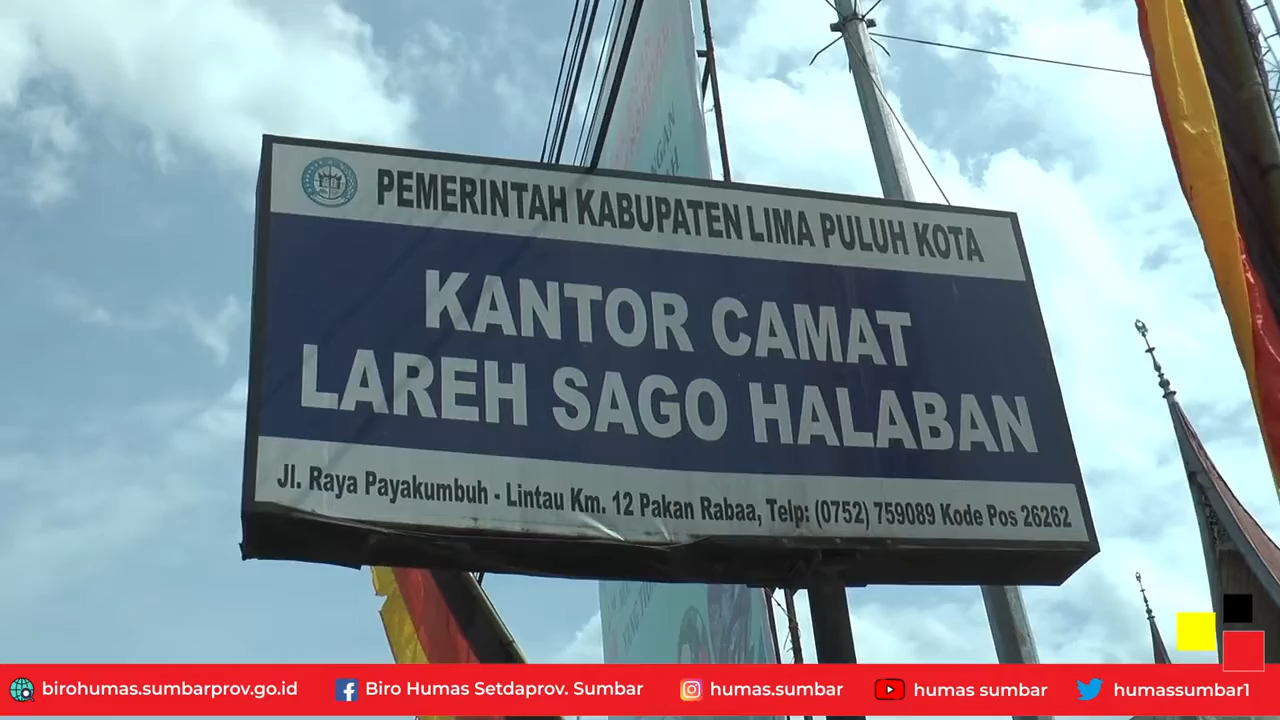 PEMERINTAH KABUPATEN LIMA PULUH KOTA
KANTOR CAMAT
LAREH SAGO HALABAN
Jl. Raya Payakumbuh - Lintau Km. 12 Pakan Rabaa, Telp: (0752) 759089 Kode Pos 26262
birohumas.sumbarprov.go.id
Biro Humas Setdaprov. Sumbar
humas.sumbar
humas sumbar
humassumbar1